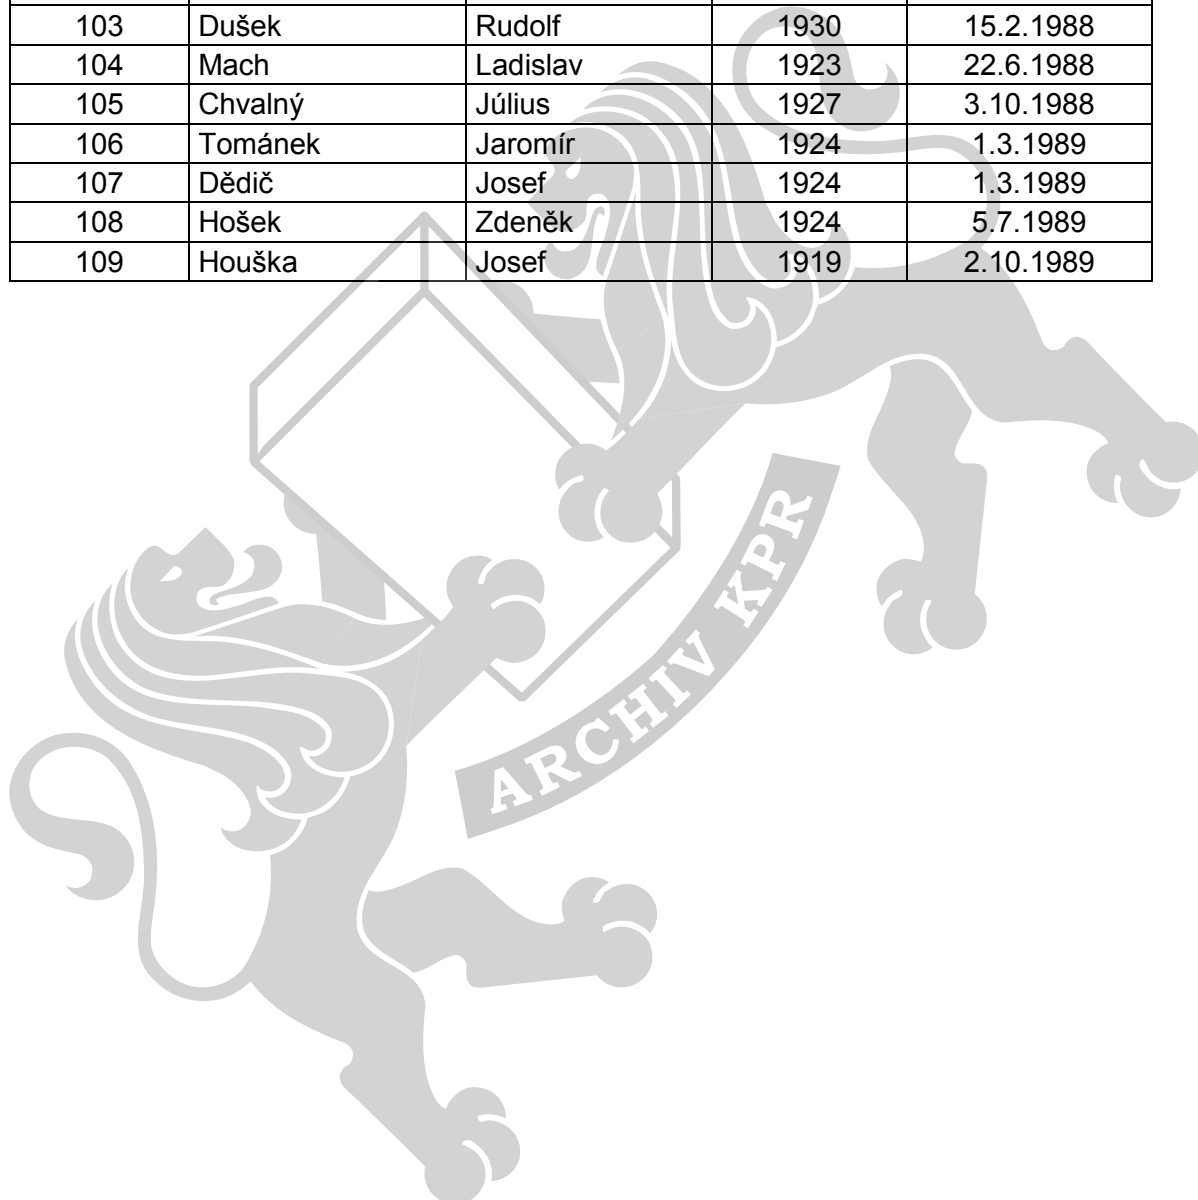 103 Dušek Rudolf 1930 15.2.1988
104 Mach Ladislav 1923 22.6.1988
105 Chvalný Július 1927 3.10.1988
106 Tománek Jaromír 1924 1.3.1989
107 Dědič Josef 1924 1.3.1989
108 Hošek Zdeněk 1924 5.7.1989
109 Houška Josef 1919 2.10.1989
ARCHIV KPR